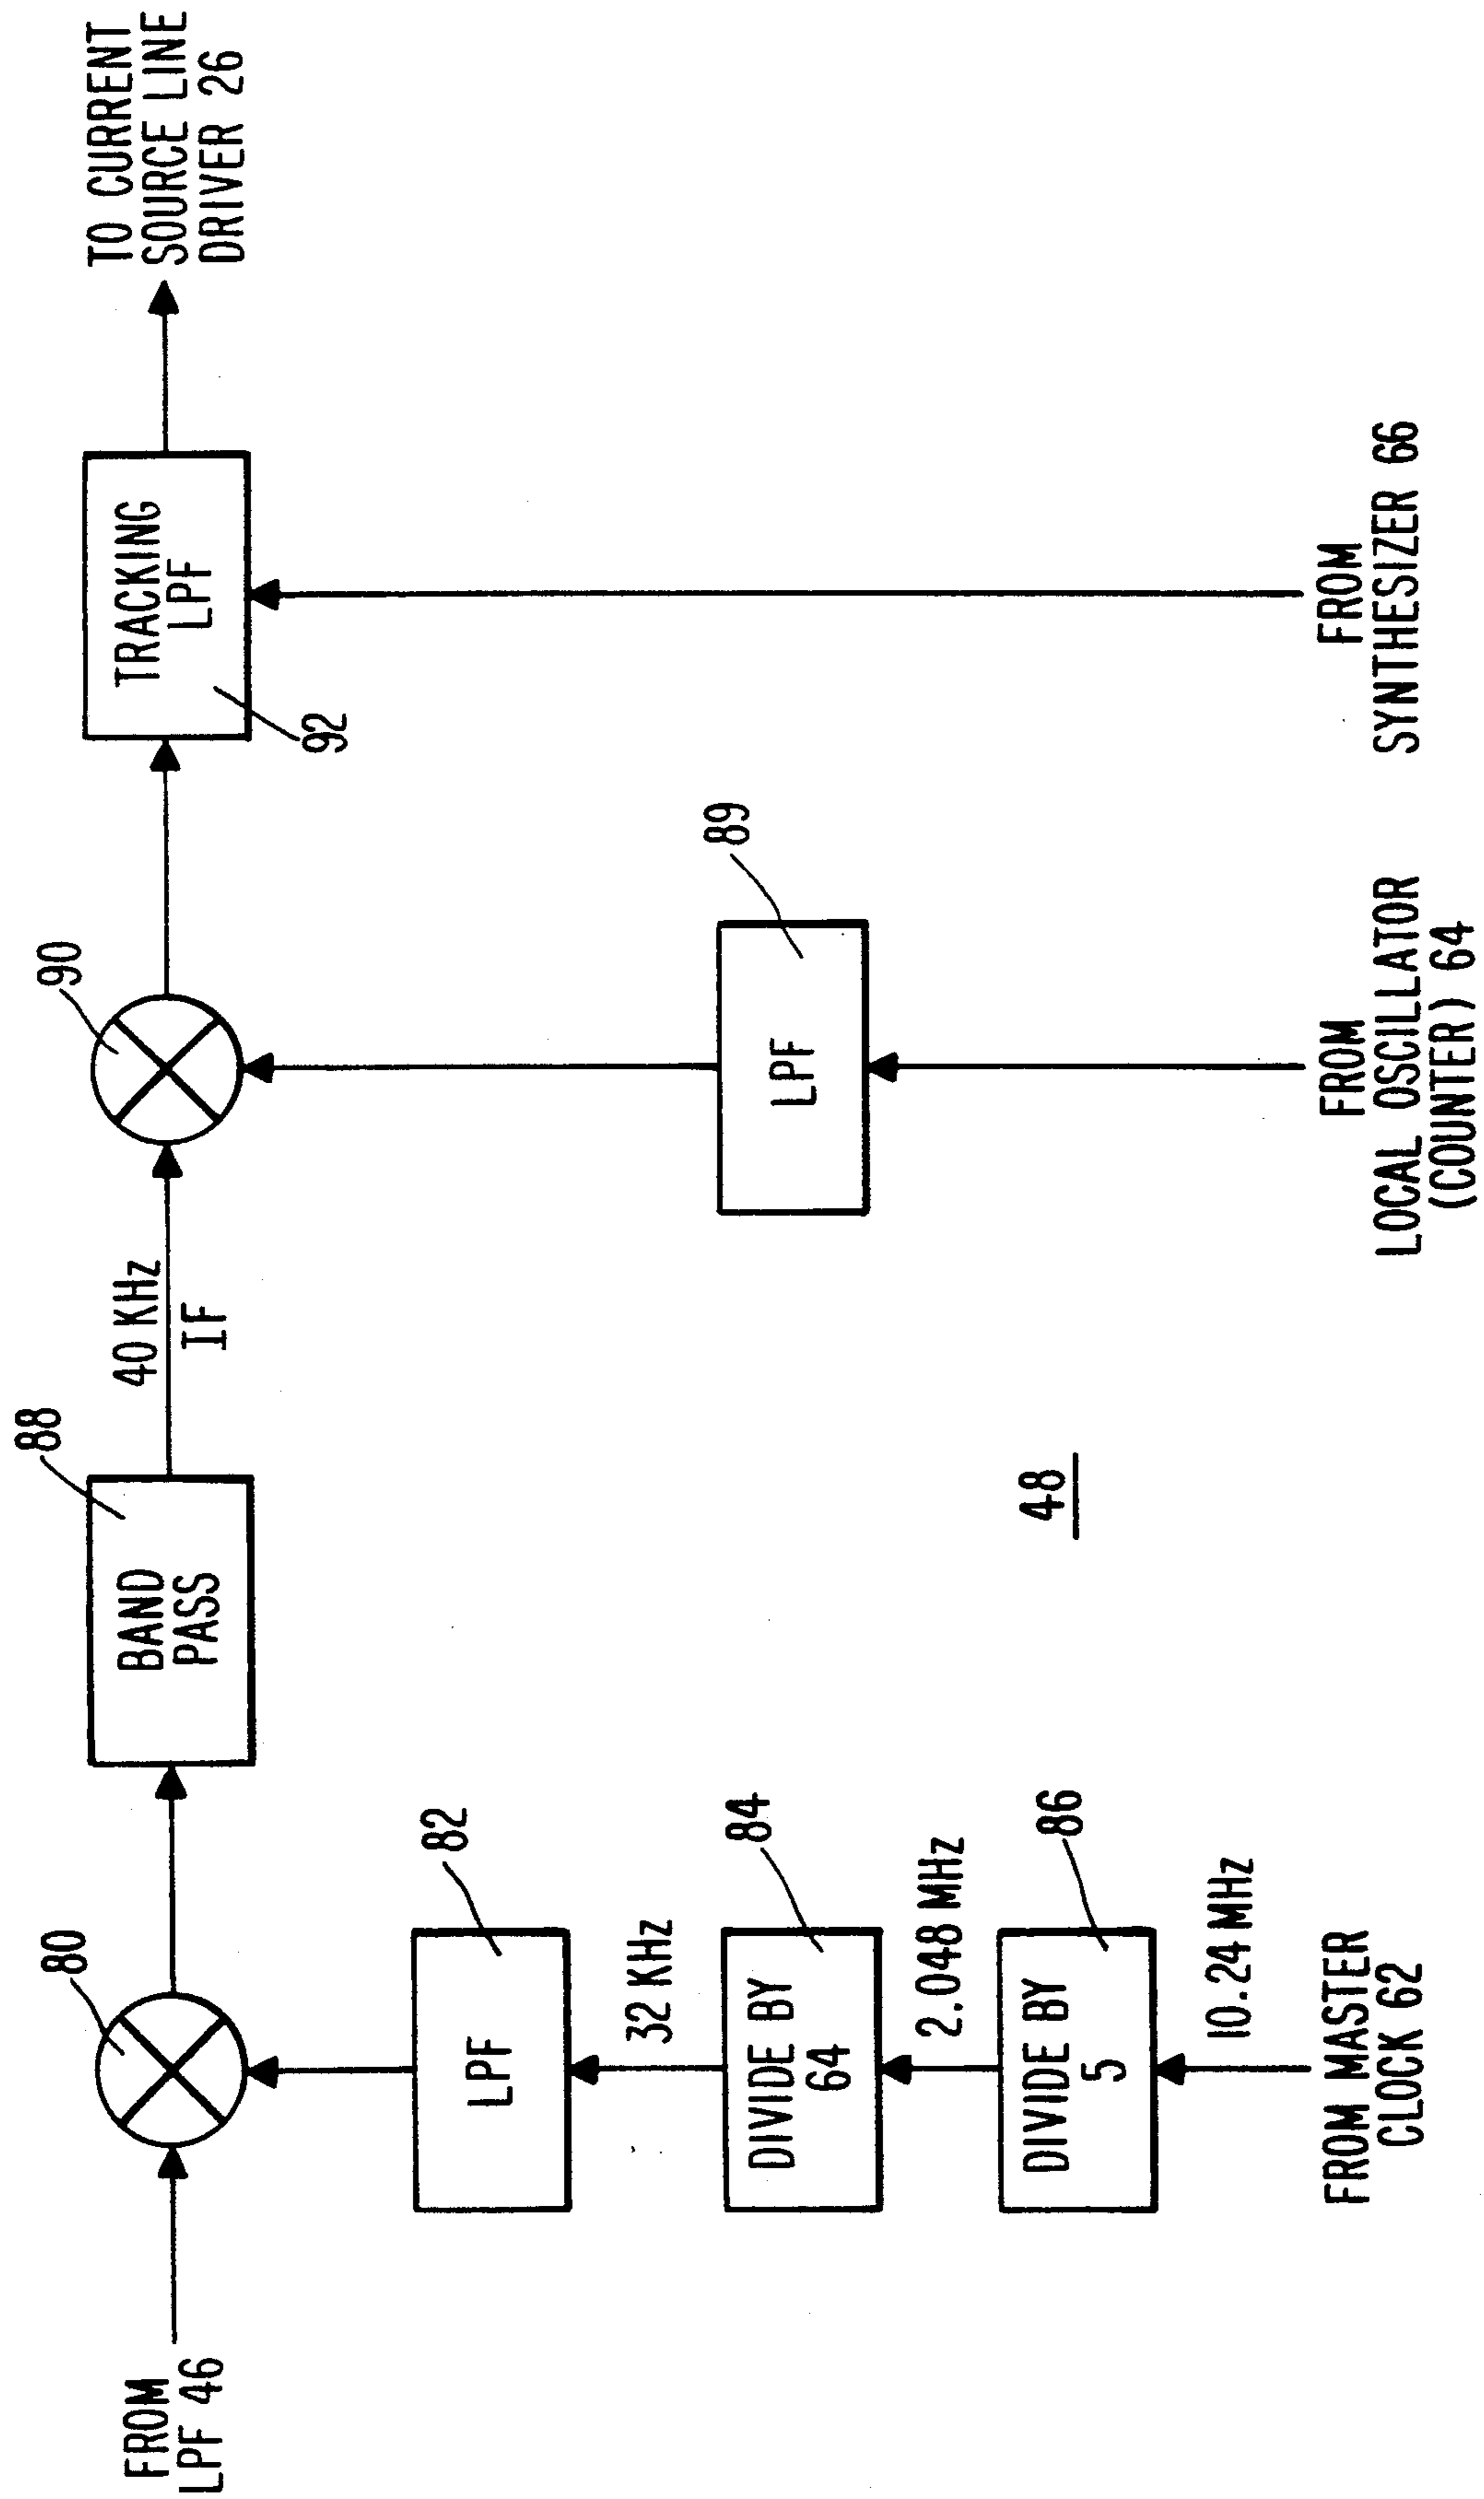 FROM
LPF 46
80
LPF
82
32 KHz
DIVIDE BY
64
84
2.048 MHz
DIVIDE BY
5
86
10.24 MHz
FROM MASTER
CLOCK 62
BAND
PASS
88
40 KHz
IF
48
90
LPF
89
FROM
LOCAL OSCILLATOR
(COUNTER) 64
TRACKING
LPF
92
FROM
SYNTHESIZER 66
TO CURRENT
SOURCE LINE
DRIVER 26